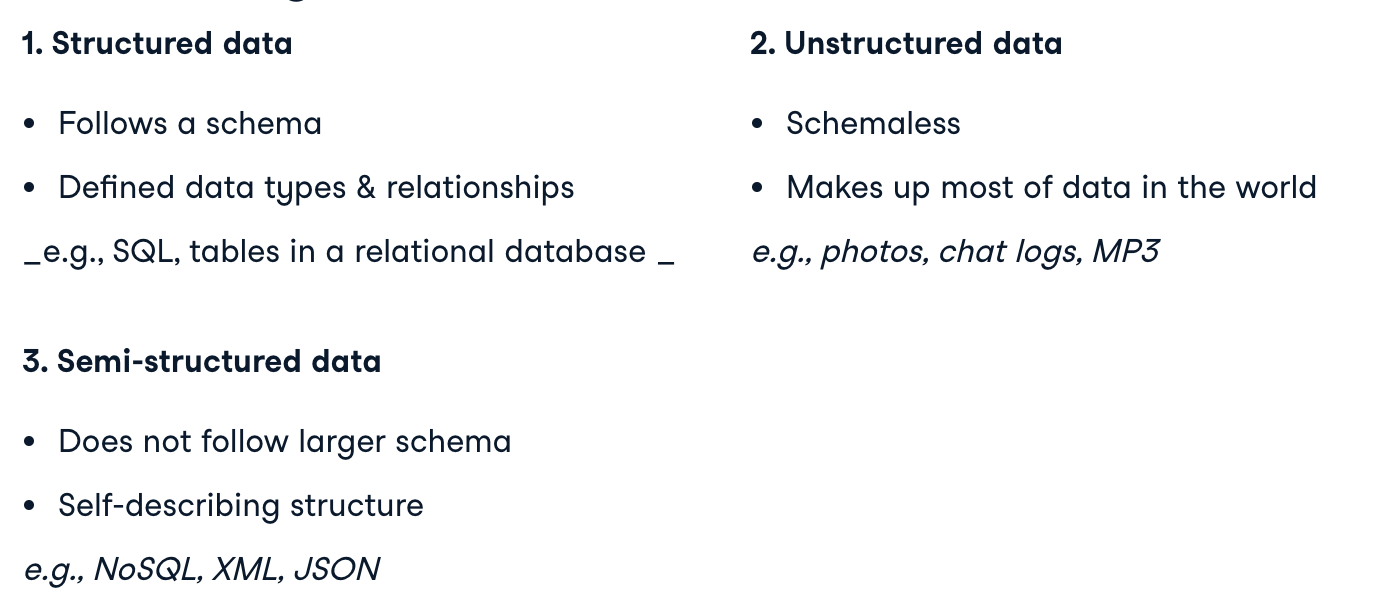 1. Structured data
• Follows a schema
• Defined data types & relationships
_e.g., SQL, tables in a relational database _
2. Unstructured data
• Schemaless
• Makes up most of data in the world
e.g., photos, chat logs, MP3
3. Semi-structured data
• Does not follow larger schema
• Self-describing structure
e.g., NoSQL, XML, JSON